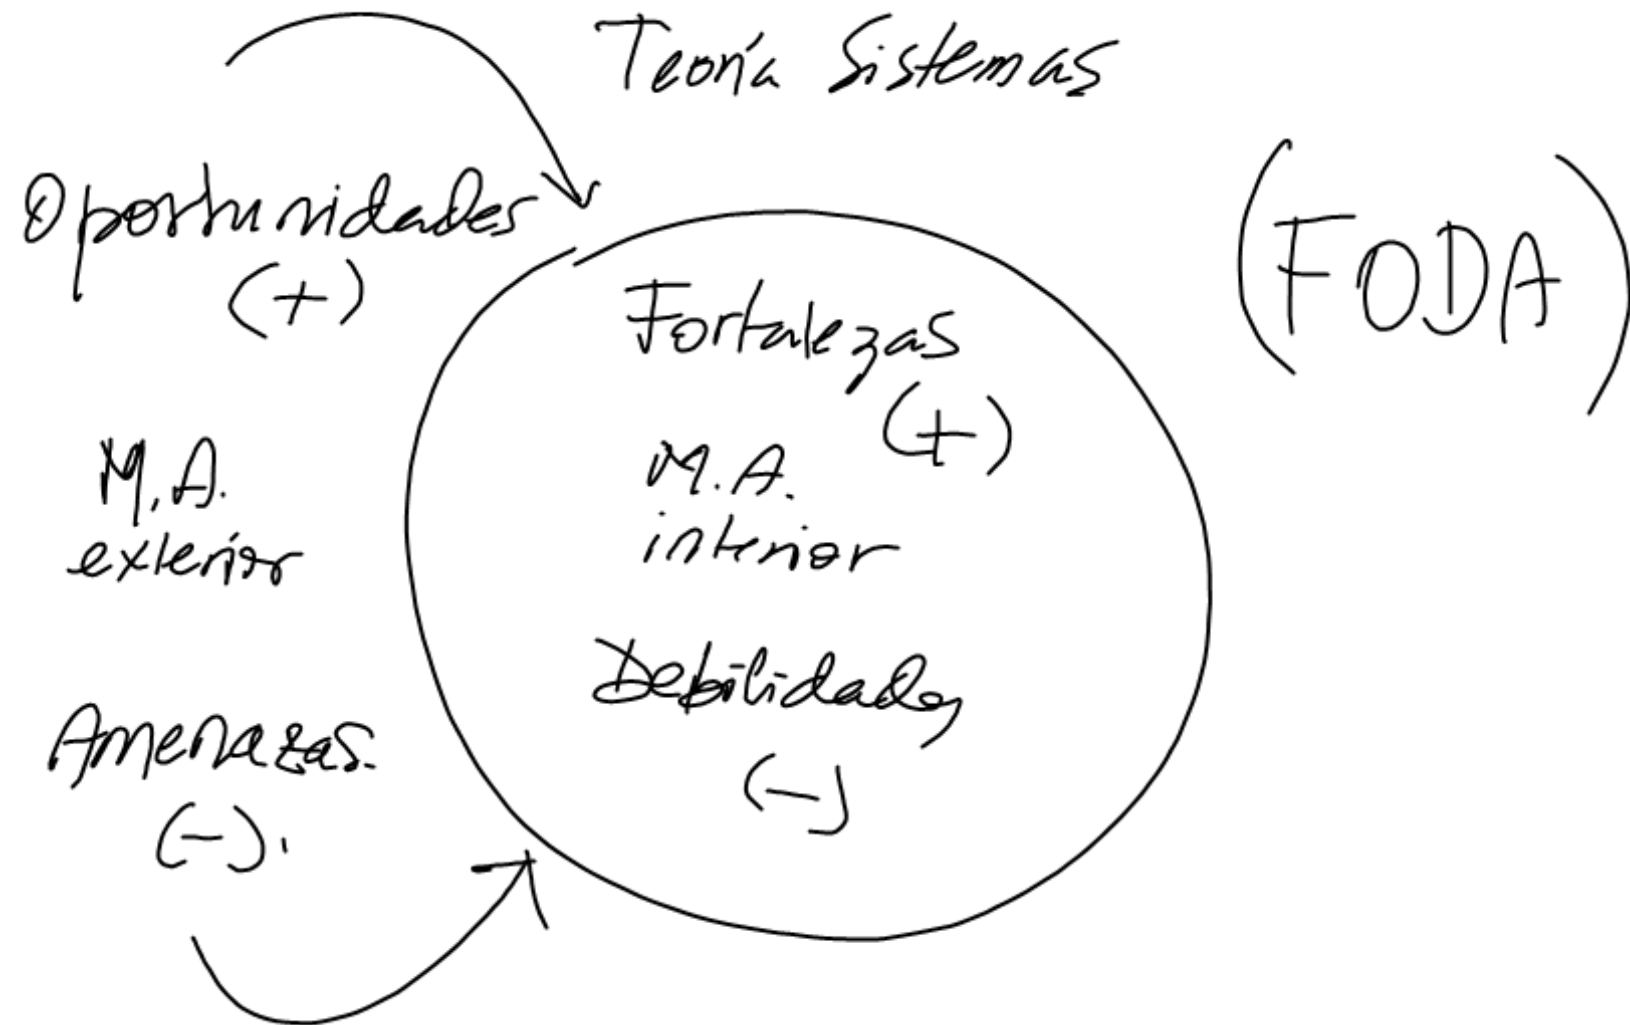 Teoría Sistemas
Oportunidades
(+)
(FODA)
Fortalezas
(+)
M.A.
exterior
M.A.
interior
Debilidades
(-)
Amenazas.
(-).